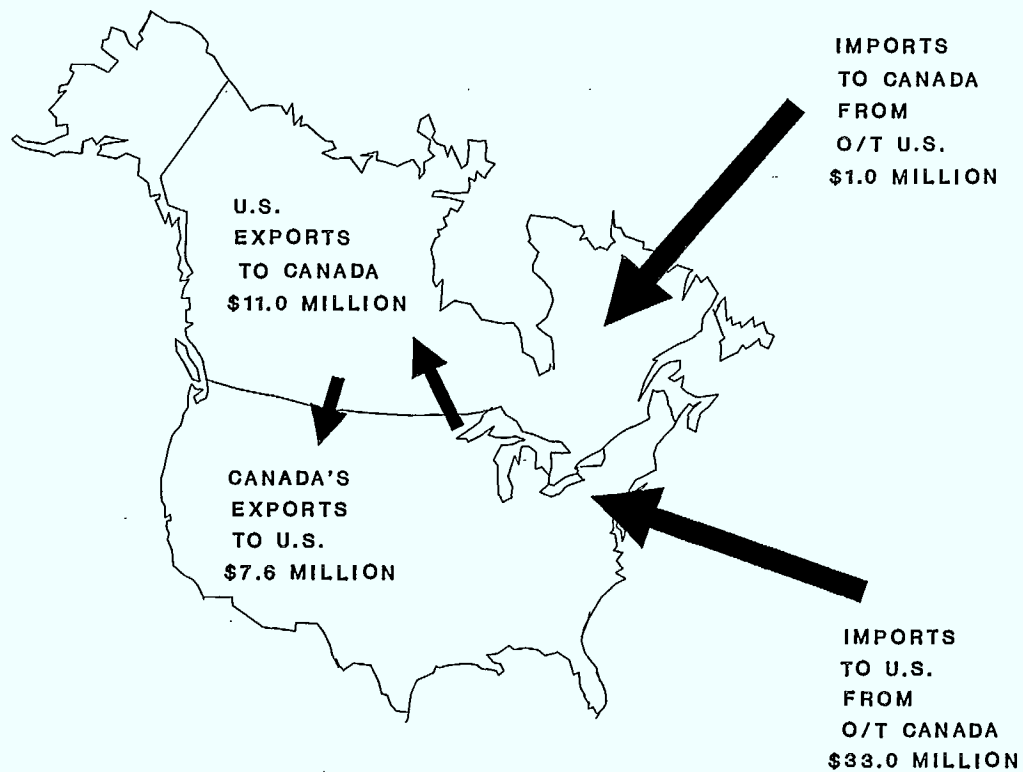 IMPORTS
TO CANADA
FROM
O/T U.S.
$1.0 MILLION
U.S.
EXPORTS
TO CANADA
$11.0 MILLION
CANADA'S
EXPORTS
TO U.S.
$7.6 MILLION
IMPORTS
TO U.S.
FROM
O/T CANADA
$33.0 MILLION